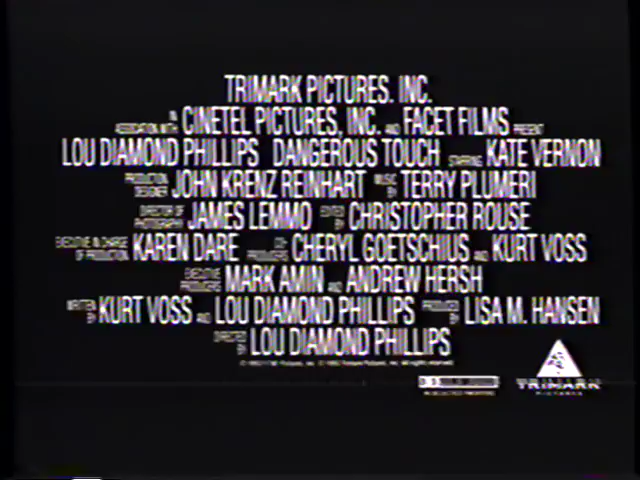 TRIMARK PICTURES, INC.
IN ASSOCIATION WITH CINETEL PICTURES, INC. AND FACET FILMS PRESENT
LOU DIAMOND PHILLIPS DANGEROUS TOUCH STARRING KATE VERNON
PRODUCTION DESIGNER JOHN KRENZ REINHART MUSIC BY TERRY PLUMERI
DIRECTOR OF PHOTOGRAPHY JAMES LEMMO EDITED BY CHRISTOPHER ROUSE
EXECUTIVE IN CHARGE OF PRODUCTION KAREN DARE CO-PRODUCERS CHERYL GOETSCHIUS AND KURT VOSS
EXECUTIVE PRODUCERS MARK AMIN AND ANDREW HERSH
WRITTEN BY KURT VOSS AND LOU DIAMOND PHILLIPS PRODUCED BY LISA M. HANSEN
DIRECTED BY LOU DIAMOND PHILLIPS
TRIMARK
PICTURES